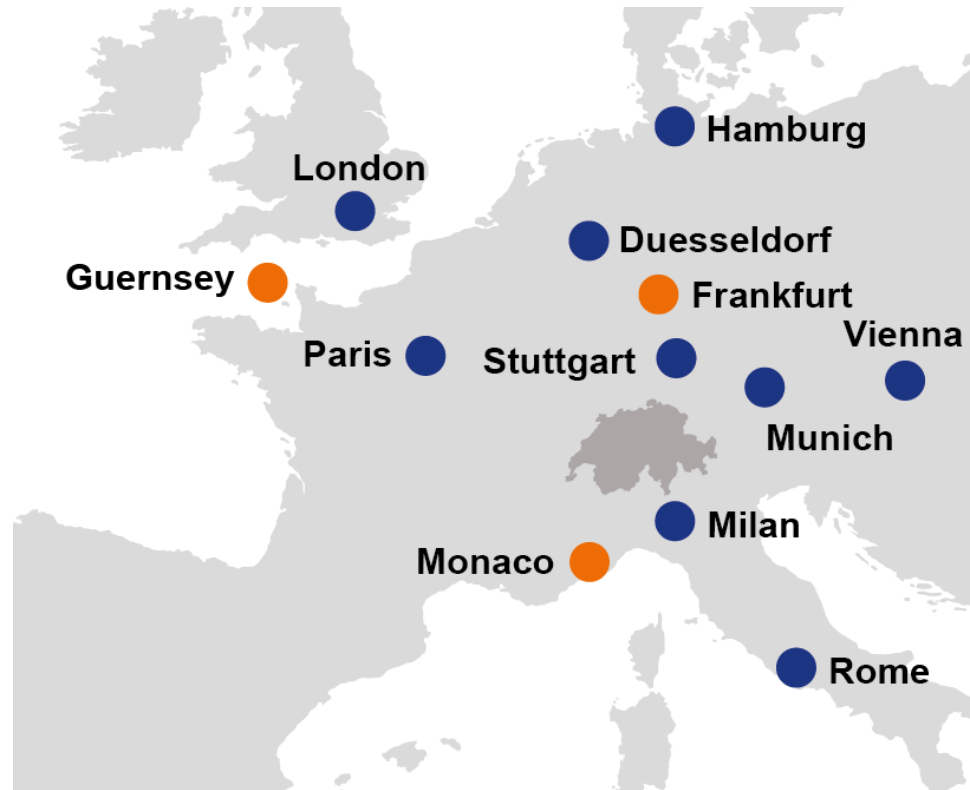 Hamburg
London
Duesseldorf
Guernsey
Frankfurt
Vienna
Paris
Stuttgart
Munich
Milan
Monaco
Rome